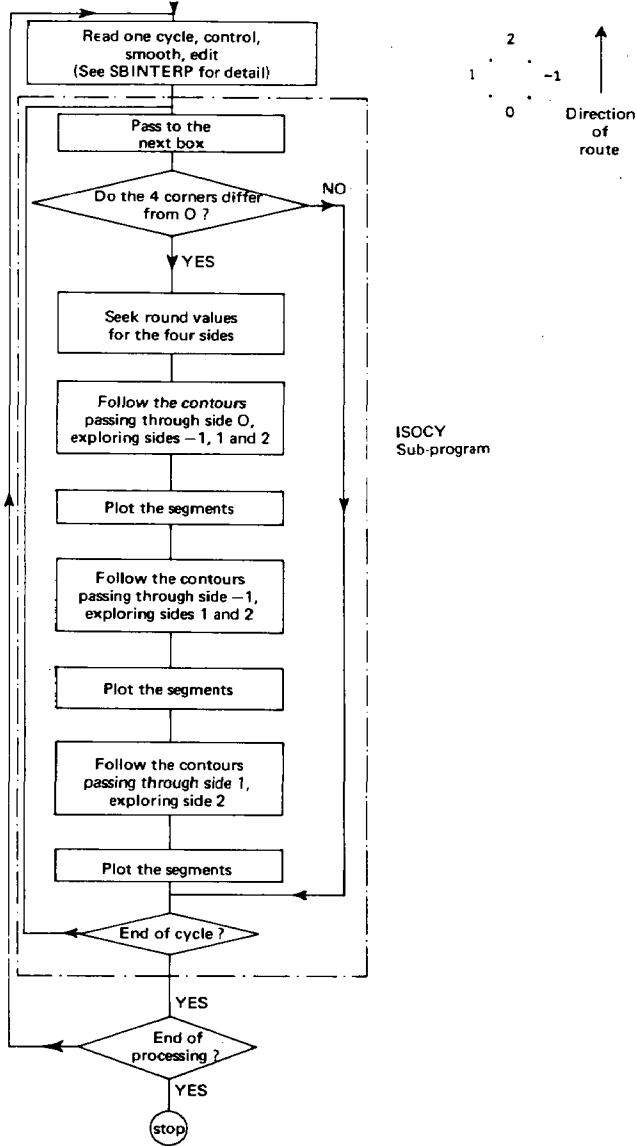 Read one cycle, control,
smooth, edit
(See SBINTERP for detail)
2
1
−1
0
Direction
of
route
Pass to the
next box
Do the 4 corners differ
from O ?
NO
YES
Seek round values
for the four sides
Follow the contours
passing through side O,
exploring sides −1, 1 and 2
ISOCY
Sub-program
Plot the segments
Follow the contours
passing through side −1,
exploring sides 1 and 2
Plot the segments
Follow the contours
passing through side 1,
exploring side 2
Plot the segments
End of cycle ?
YES
End of
processing ?
YES
stop